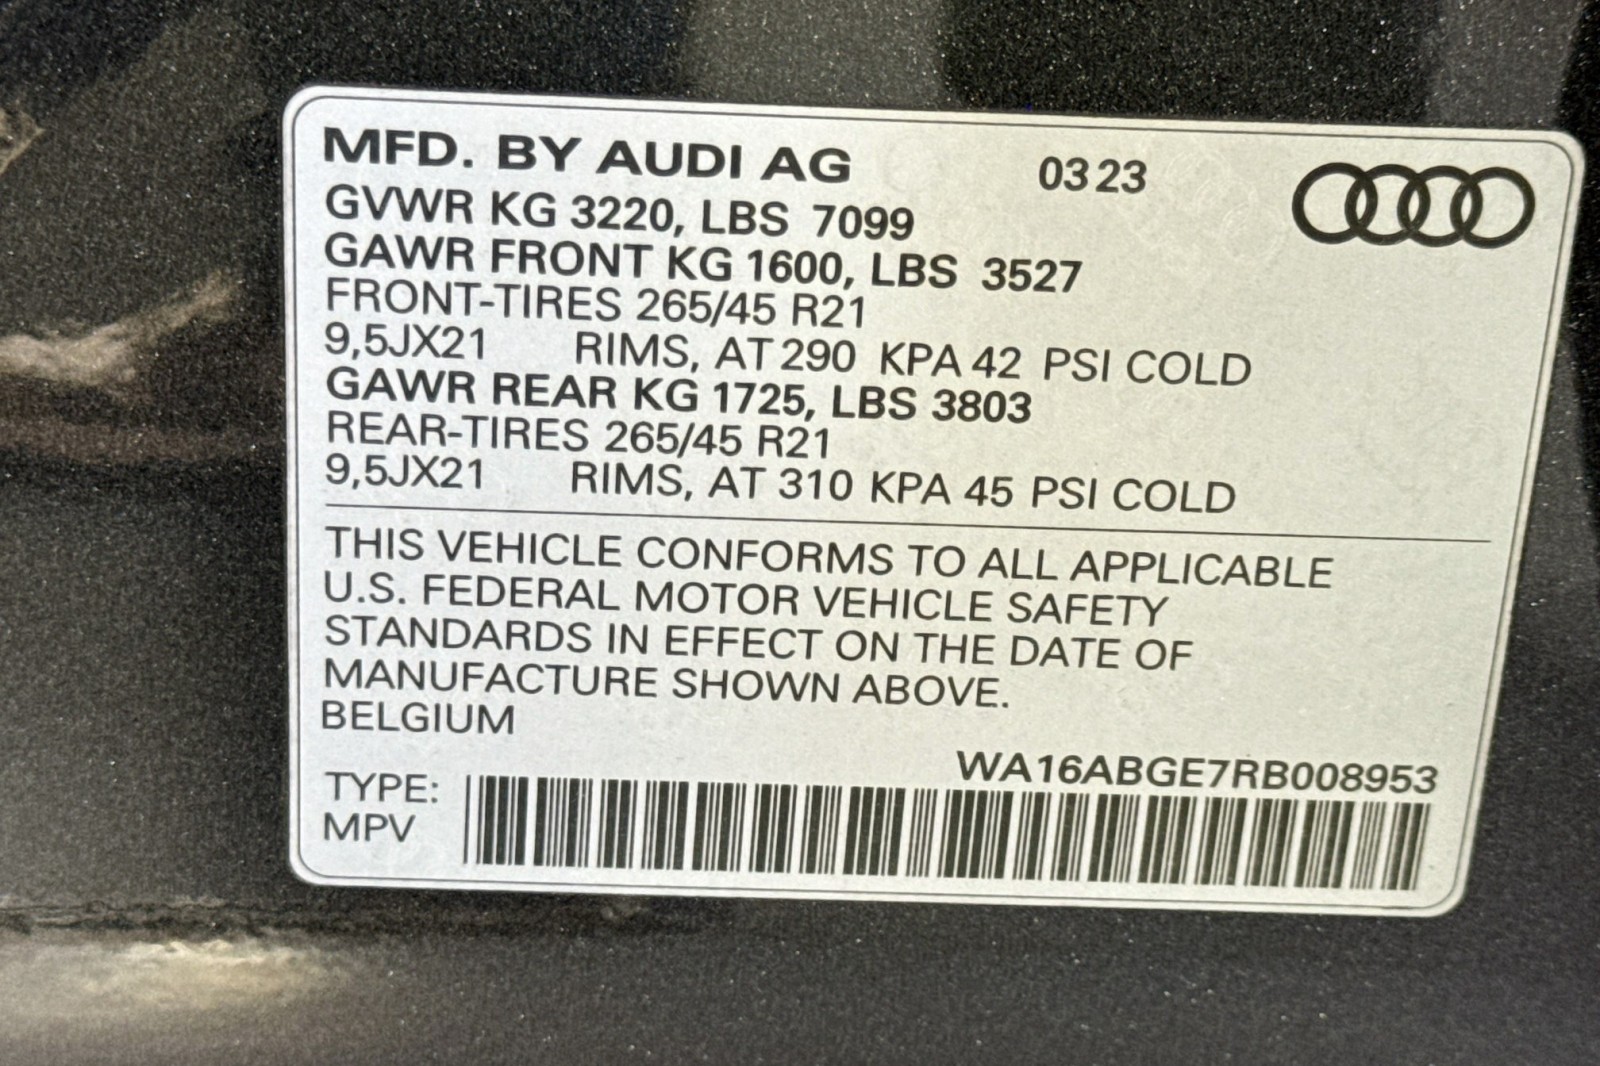 MFD. BY AUDI AG 03 23
GVWR KG 3220, LBS 7099
GAWR FRONT KG 1600, LBS 3527
FRONT-TIRES 265/45 R21
9,5JX21 RIMS, AT 290 KPA 42 PSI COLD
GAWR REAR KG 1725, LBS 3803
REAR-TIRES 265/45 R21
9,5JX21 RIMS, AT 310 KPA 45 PSI COLD
THIS VEHICLE CONFORMS TO ALL APPLICABLE
U.S. FEDERAL MOTOR VEHICLE SAFETY
STANDARDS IN EFFECT ON THE DATE OF
MANUFACTURE SHOWN ABOVE.
BELGIUM
WA16ABGE7RB008953
TYPE:
MPV